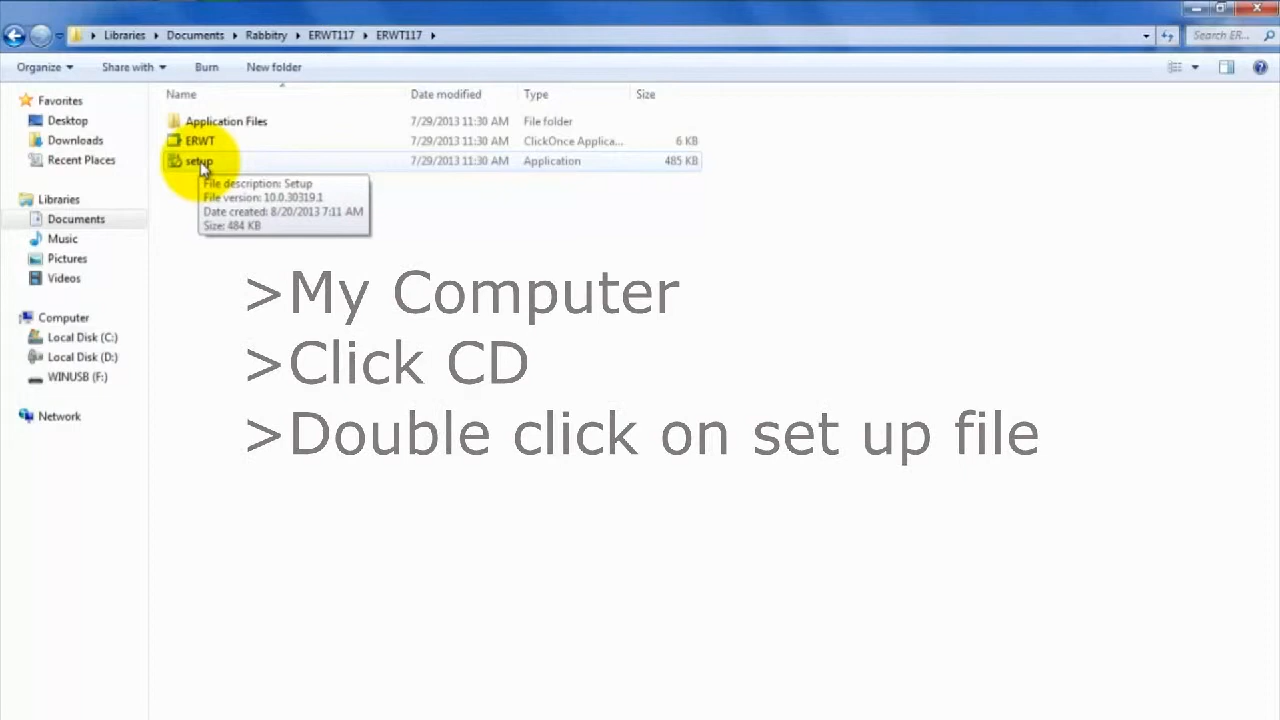 Libraries Documents Rabbitry ERWT117 ERWT117 Search ER...
Organize Share with Burn New folder
Name Date modified Type Size
Favorites
Desktop
Downloads
Recent Places
Libraries
Documents
Music
Pictures
Videos
Computer
Local Disk (C:)
Local Disk (D:)
WINUSB (F:)
Network
Application Files 7/29/2013 11:30 AM File folder
ERWT 7/29/2013 11:30 AM ClickOnce Applica... 6 KB
setup 7/29/2013 11:30 AM Application 485 KB
File description: Setup
File version: 10.0.30319.1
Date created: 8/20/2013 7:11 AM
Size: 484 KB
>My Computer
>Click CD
>Double click on set up file